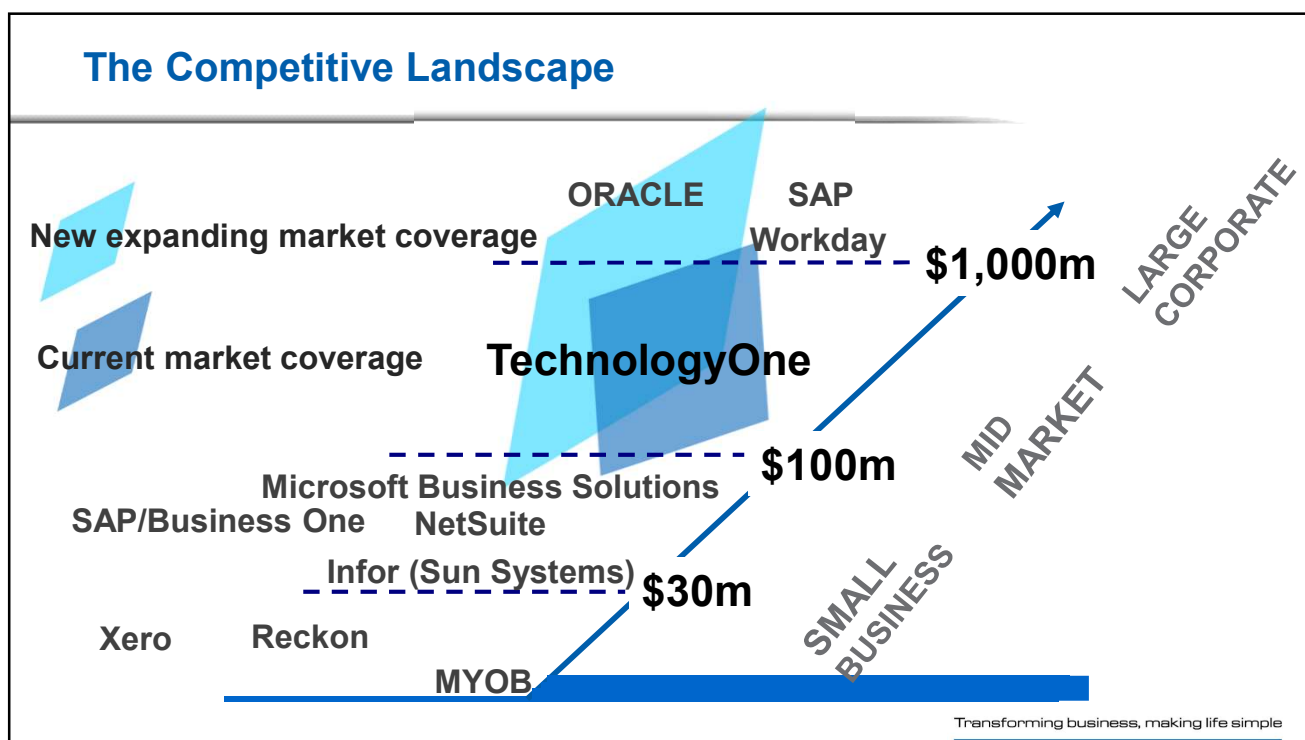 The Competitive Landscape
ORACLE
SAP
New expanding market coverage
Workday
$1,000m
LARGE
CORPORATE
Current market coverage
TechnologyOne
MID
MARKET
$100m
Microsoft Business Solutions
SAP/Business One
NetSuite
Infor (Sun Systems)
$30m
SMALL
BUSINESS
Xero
Reckon
MYOB
Transforming business, making life simple